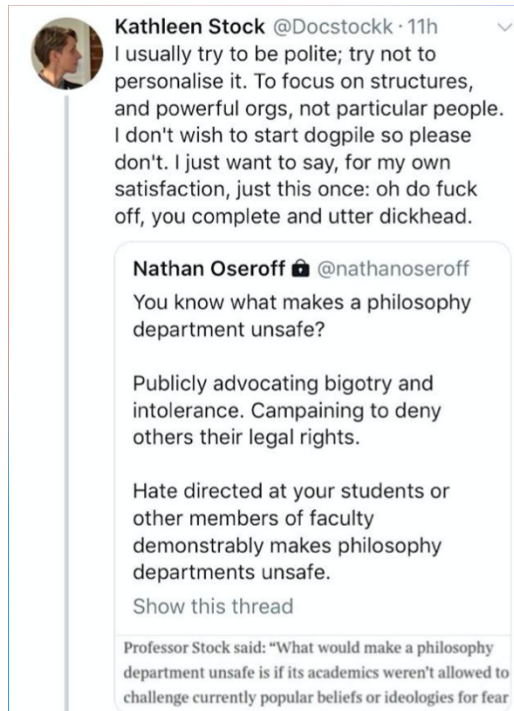 Kathleen Stock @Docstockk · 11h
I usually try to be polite; try not to
personalise it. To focus on structures,
and powerful orgs, not particular people.
I don't wish to start dogpile so please
don't. I just want to say, for my own
satisfaction, just this once: oh do fuck
off, you complete and utter dickhead.
Nathan Oseroff @nathanoseroff
You know what makes a philosophy
department unsafe?
Publicly advocating bigotry and
intolerance. Campaining to deny
others their legal rights.
Hate directed at your students or
other members of faculty
demonstrably makes philosophy
departments unsafe.
Show this thread
Professor Stock said: “What would make a philosophy
department unsafe is if its academics weren't allowed to
challenge currently popular beliefs or ideologies for fear